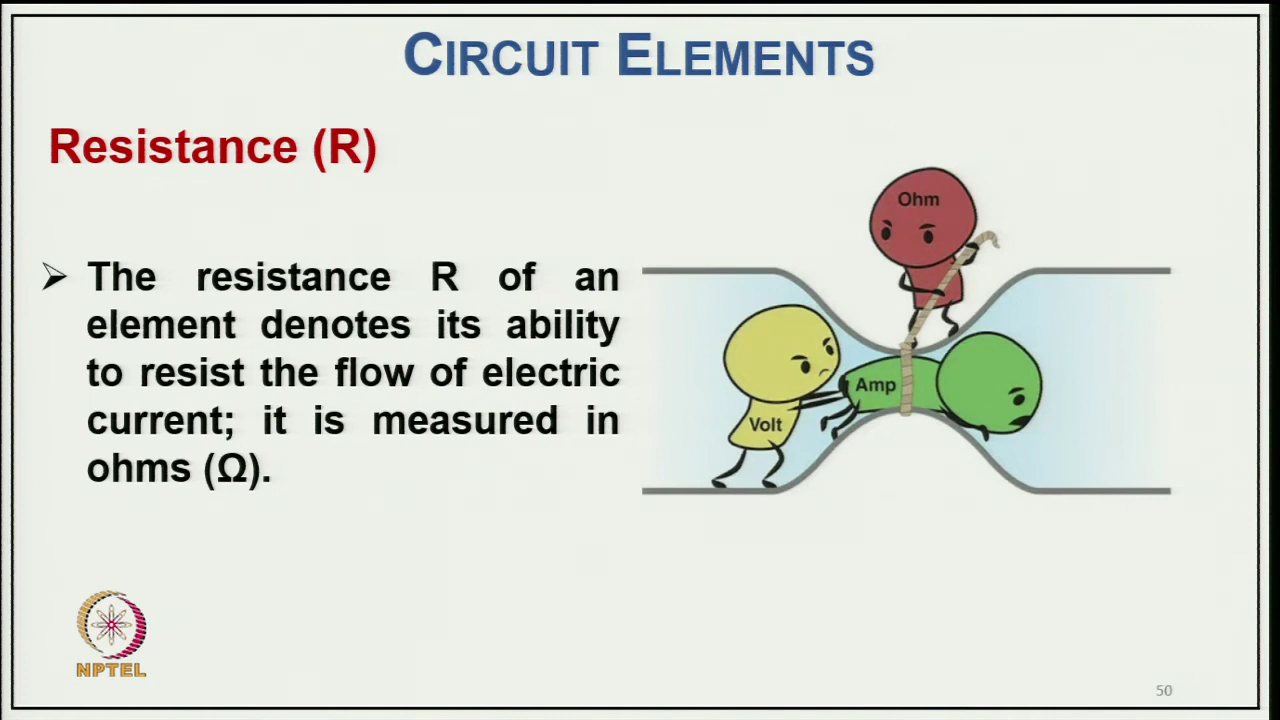 CIRCUIT ELEMENTS
Resistance (R)
➢ The resistance R of an
element denotes its ability
to resist the flow of electric
current; it is measured in
ohms (Ω).
Ohm
Amp
Volt
NPTEL
50